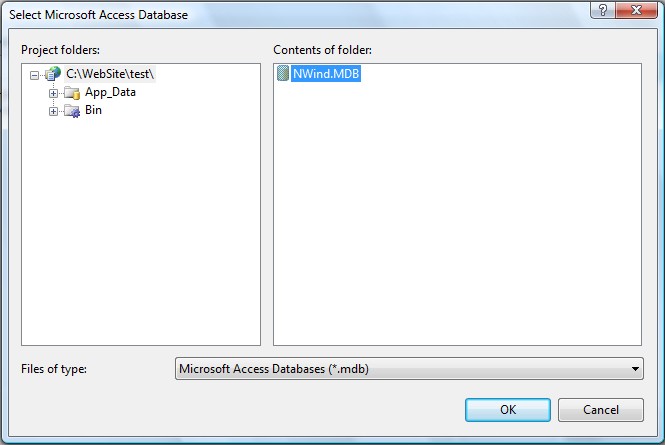 Select Microsoft Access Database
Project folders:
Contents of folder:
C:\WebSite\test\
NWind.MDB
App_Data
Bin
Files of type:
Microsoft Access Databases (*.mdb)
OK
Cancel